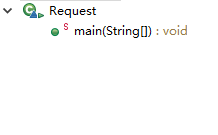 Request
S main(String[]) : void